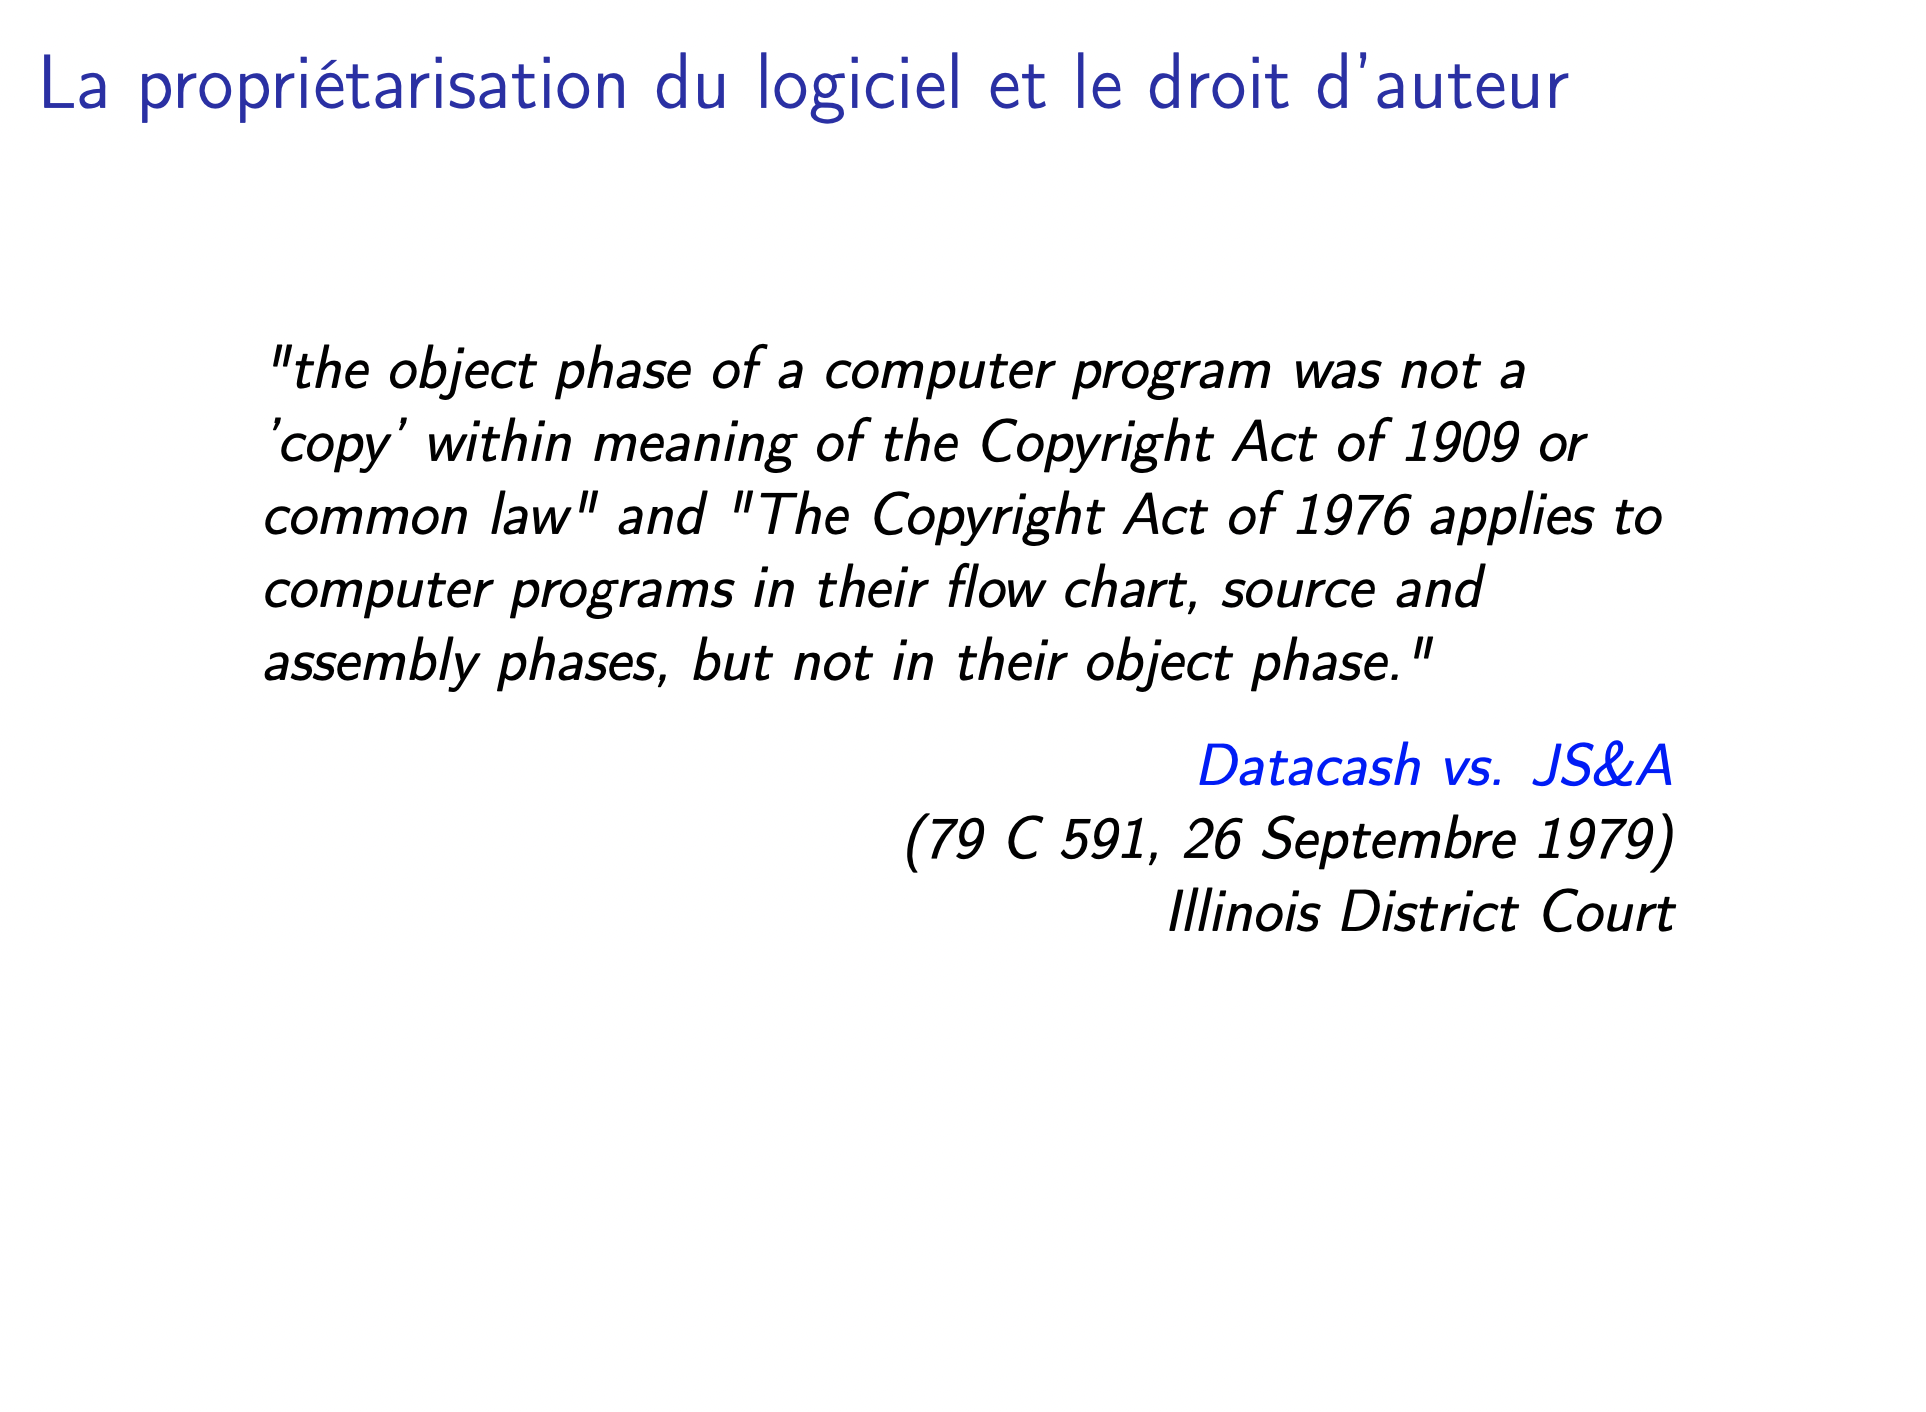 La propriétarisation du logiciel et le droit d'auteur
"the object phase of a computer program was not a
'copy' within meaning of the Copyright Act of 1909 or
common law" and "The Copyright Act of 1976 applies to
computer programs in their flow chart, source and
assembly phases, but not in their object phase."
Datacash vs. JS&A
(79 C 591, 26 Septembre 1979)
Illinois District Court